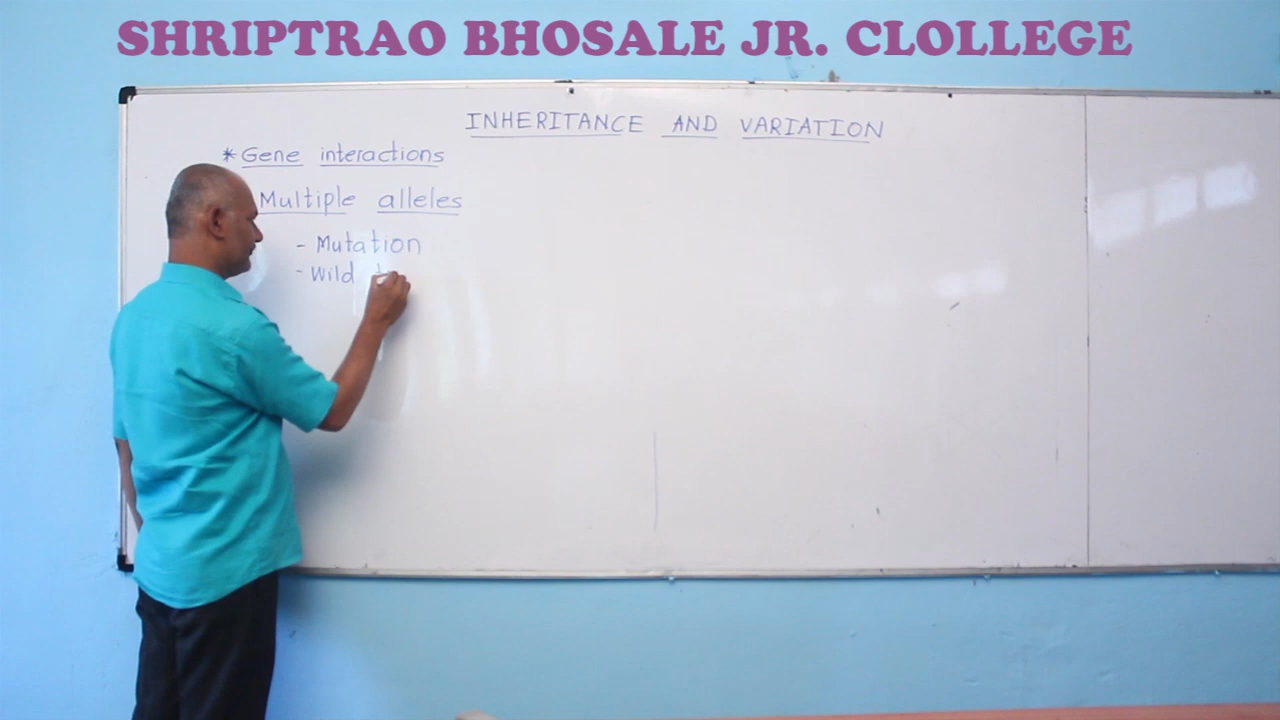 SHRIPTRAO BHOSALE JR. CLOLLEGE
INHERITANCE AND VARIATION
*Gene interactions
Multiple alleles
- Mutation
- Wild